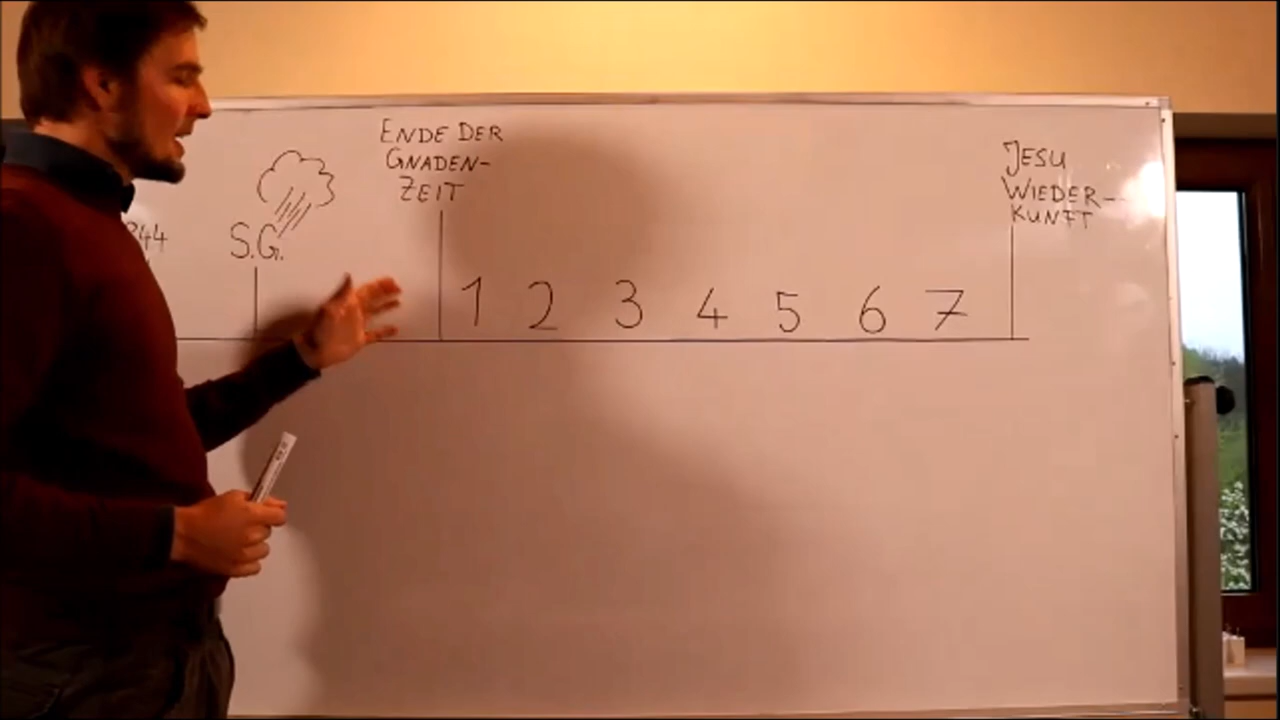 844
S.G.
ENDE DER
GNADEN-
ZEIT
1 2 3 4 5 6 7
JESU
WIEDER-
KUNFT